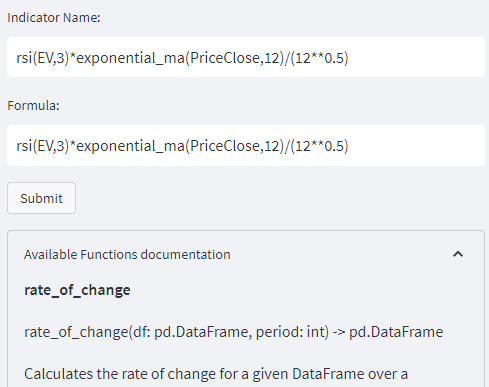 Indicator Name:
rsi(EV,3)*exponential_ma(PriceClose,12)/(12**0.5)
Formula:
rsi(EV,3)*exponential_ma(PriceClose,12)/(12**0.5)
Submit
Available Functions documentation
rate_of_change
rate_of_change(df: pd.DataFrame, period: int) -> pd.DataFrame
Calculates the rate of change for a given DataFrame over a